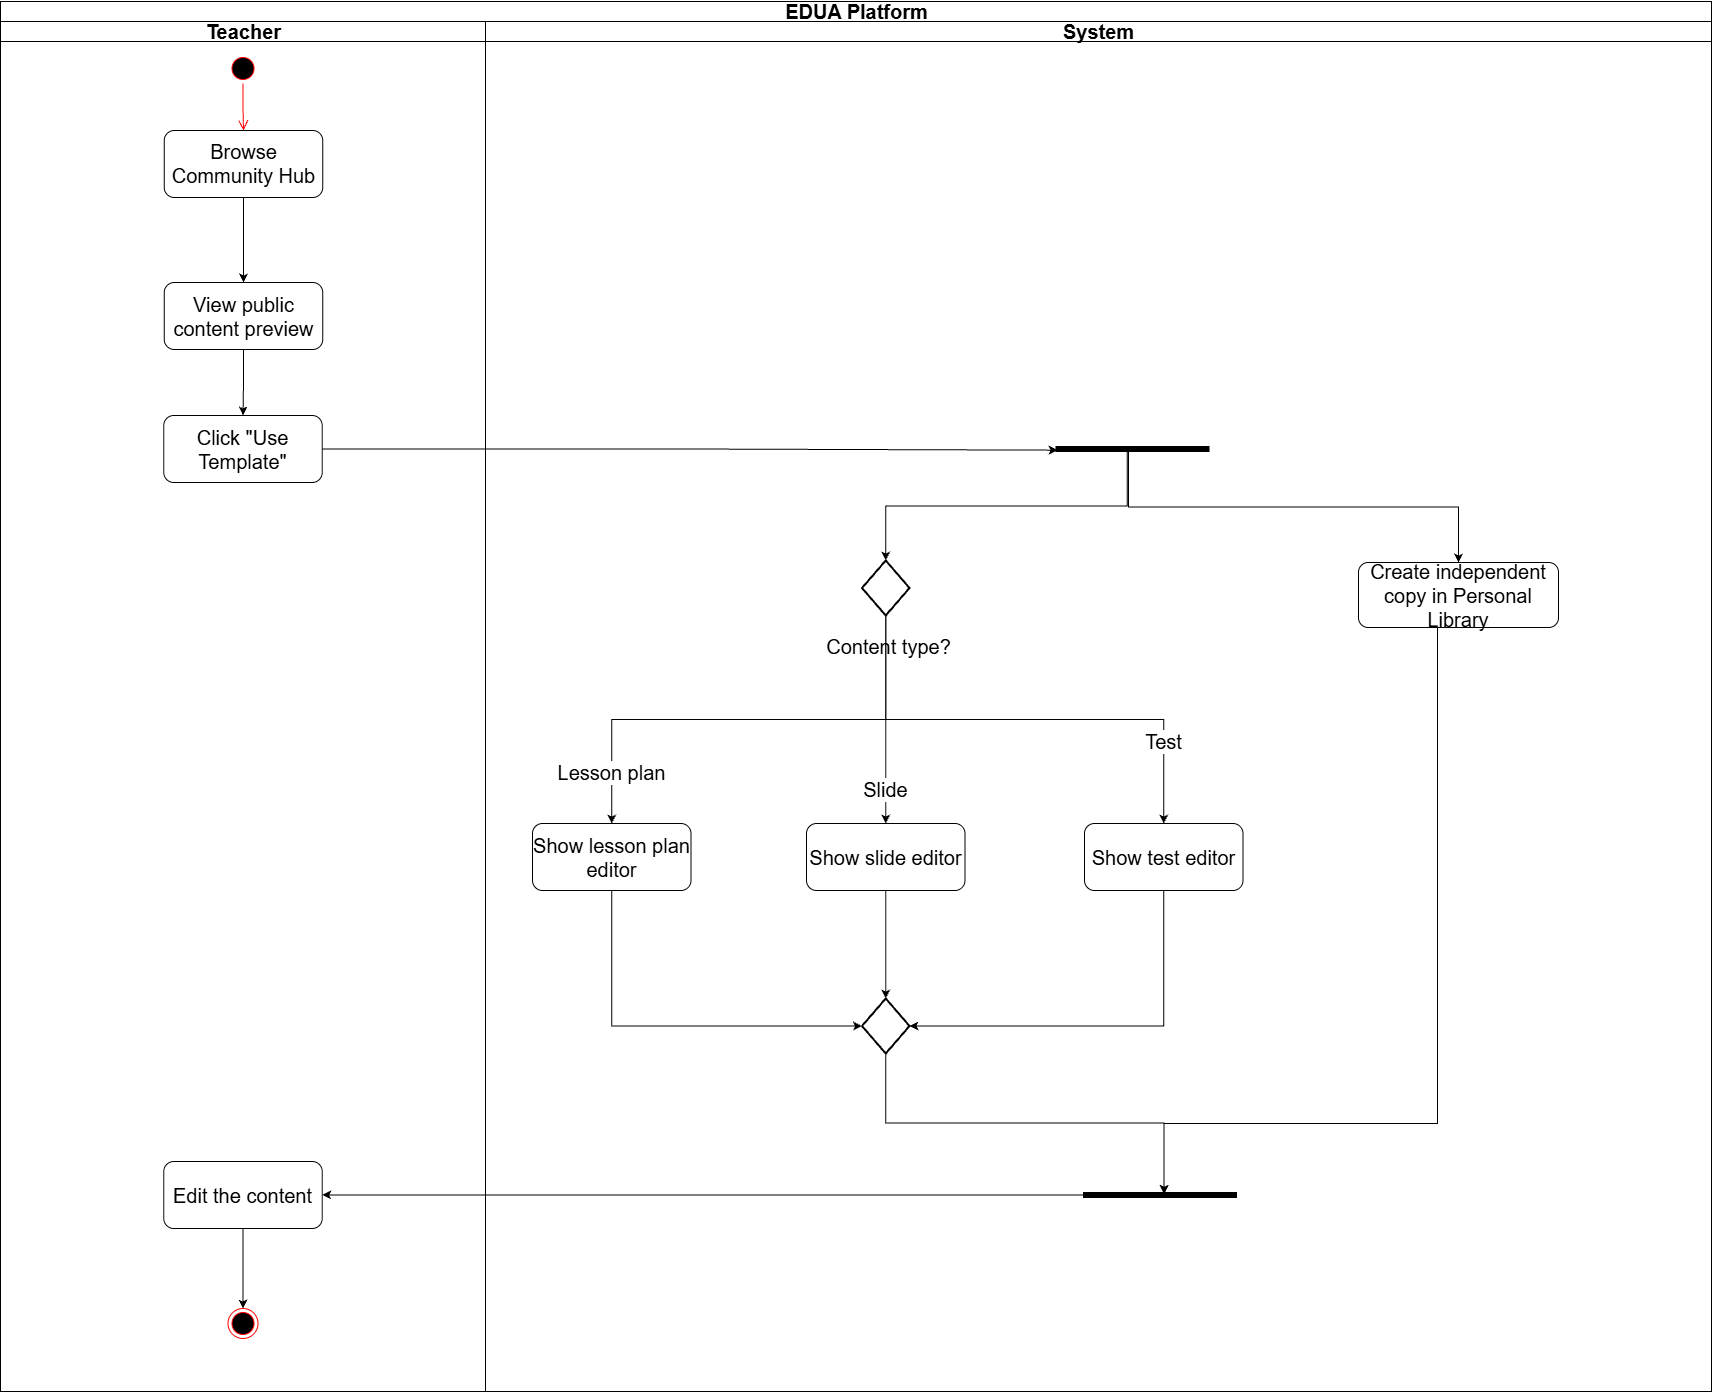 EDUA Platform
Teacher
System
Browse
Community Hub
View public
content preview
Click "Use
Template"
Create independent
copy in Personal
Library
Content type?
Test
Lesson plan
Slide
Show lesson plan
editor
Show slide editor
Show test editor
Edit the content